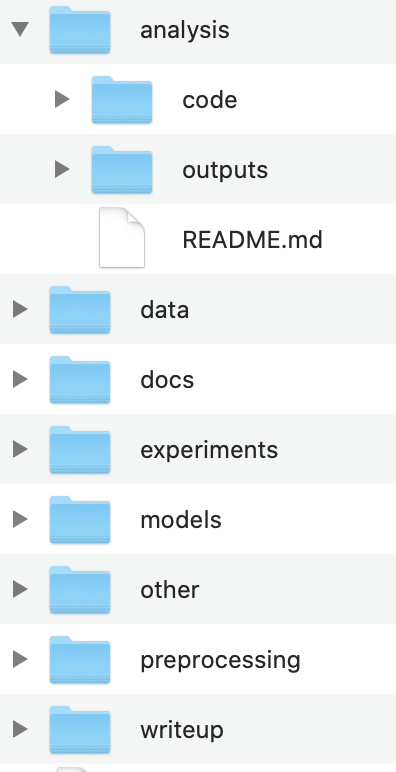 analysis
code
outputs
README.md
data
docs
experiments
models
other
preprocessing
writeup